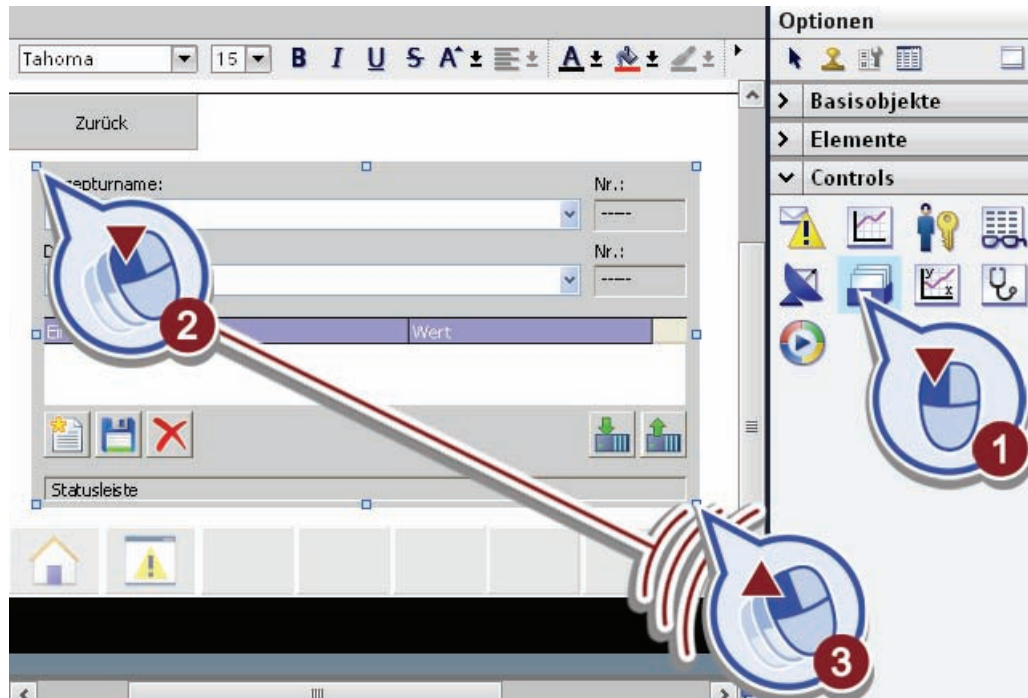 Optionen
Tahoma 15 B I U S A A
Basisobjekte
Zurück
Elemente
Controls
Nr.:
-----
Nr.:
-----
Wert
Statusleiste
1
2
3